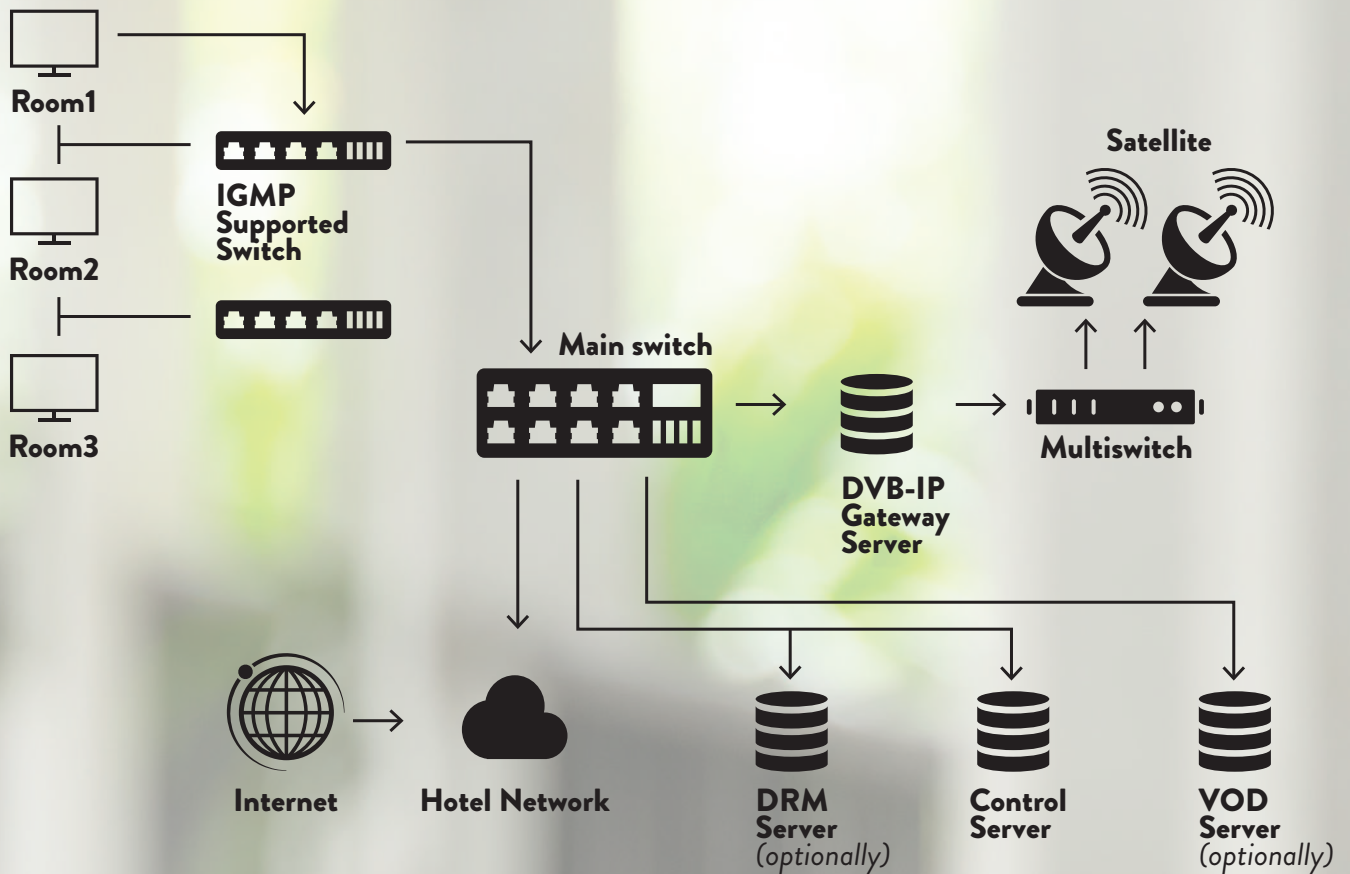 Room1
IGMP
Supported
Switch
Room2
Room3
Satellite
Main switch
Multiswitch
DVB-IP
Gateway
Server
Internet
Hotel Network
DRM
Server
(optionally)
Control
Server
VOD
Server
(optionally)